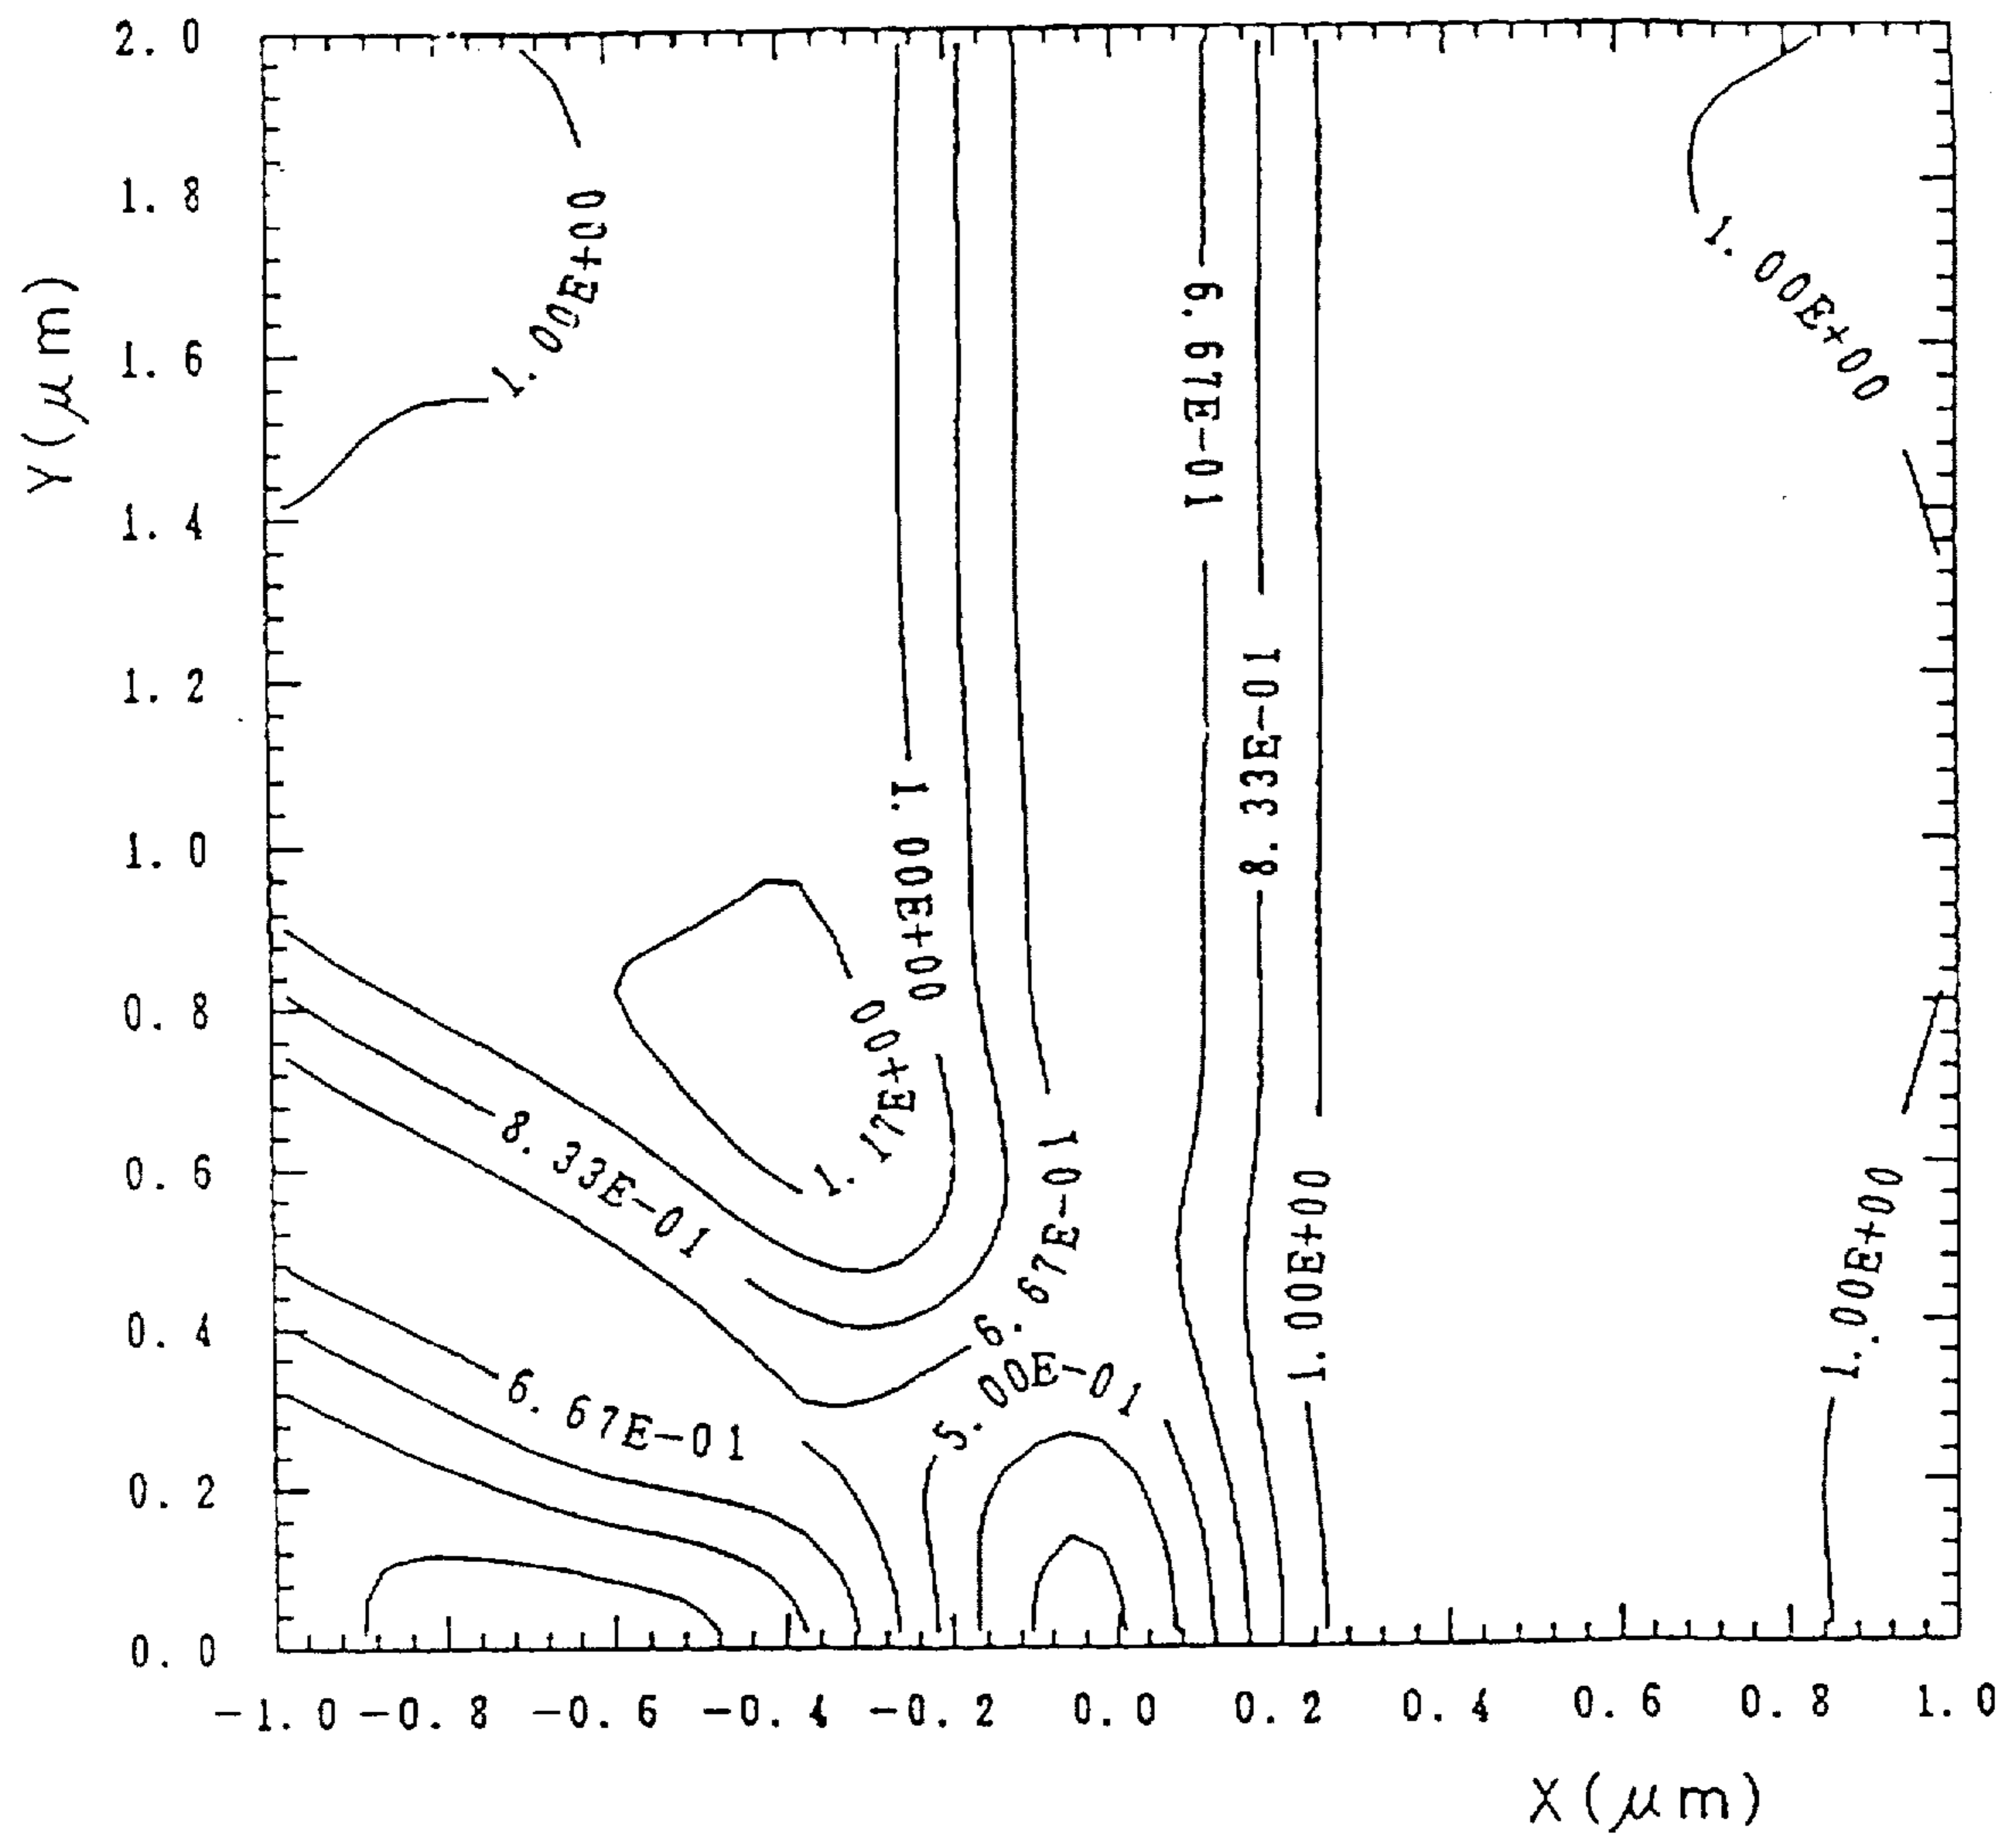 2. 0
1. 8
1. 6
1. 4
1. 2
1. 0
0. 8
0. 6
0. 4
0. 2
0. 0
Y(μm)
1. 00E+00
1. 00E+00
6. 67E-01
8. 33E-01
1. 00E+00
1. 17E+00
8. 33E-01
6. 67E-01
1. 00E+00
1. 00E+00
5. 00E-01
6. 67E-01
-1. 0 -0. 8 -0. 6 -0. 4 -0. 2 0. 0 0. 2 0. 4 0. 6 0. 8 1. 0
X(μm)